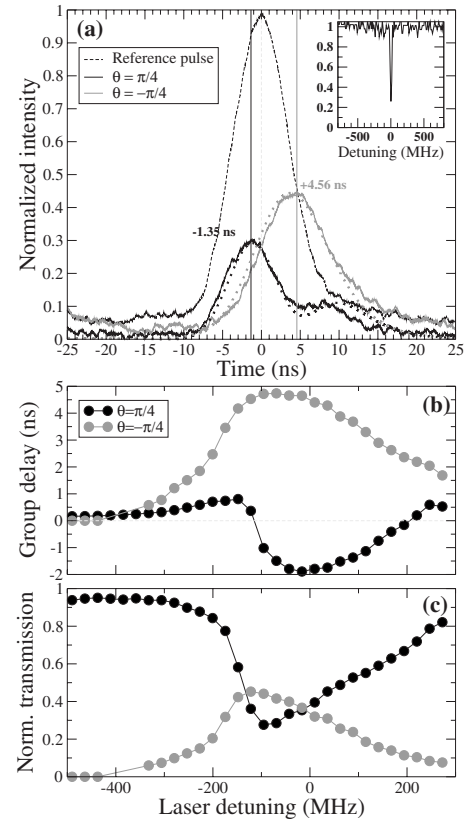 (a)
Reference pulse
θ = π/4
θ = −π/4
1
0.9
0.8
0.7
0.6
0.5
0.4
0.3
0.2
0.1
0
Normalized intensity
-1.35 ns
+4.56 ns
1
0.8
0.6
0.4
0.2
0
-500 0 500
Detuning (MHz)
-25 -20 -15 -10 -5 0 5 10 15 20 25
Time (ns)
(b)
θ=π/4
θ=−π/4
5
4
3
2
1
0
-1
-2
Group delay (ns)
(c)
1
0.8
0.6
0.4
0.2
0
Norm. transmission
-400 -200 0 200
Laser detuning (MHz)